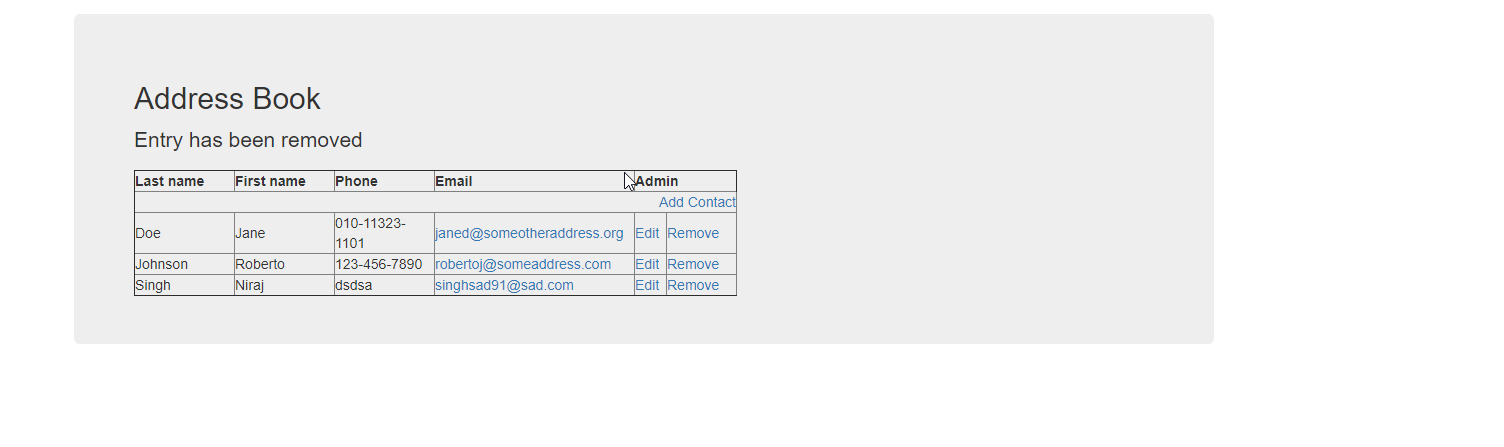 Address Book
Entry has been removed
Last name First name Phone Email Admin
Add Contact
Doe Jane 010-11323-
1101 janed@someotheraddress.org Edit Remove
Johnson Roberto 123-456-7890 robertoj@someaddress.com Edit Remove
Singh Niraj dsdsa singhsad91@sad.com Edit Remove